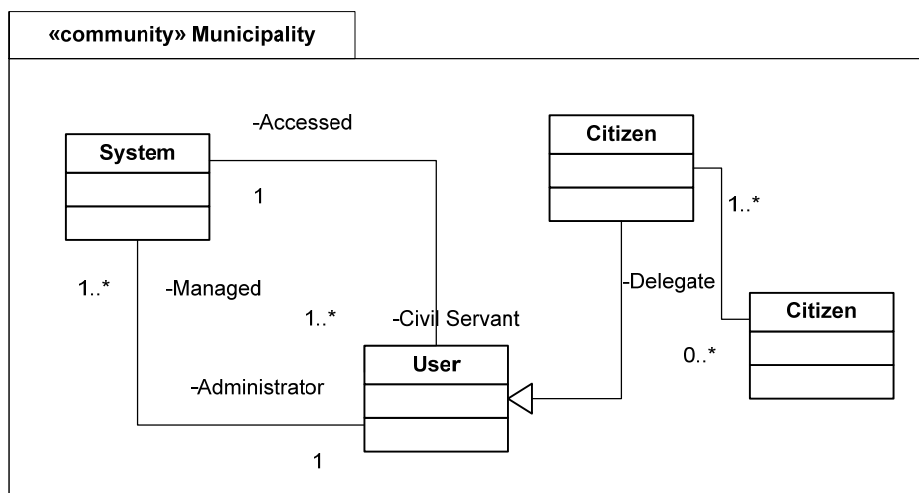 «community» Municipality
-Accessed
System
Citizen
1
1..*
1..*
-Managed
-Delegate
Citizen
1..*
-Civil Servant
0..*
User
-Administrator
1